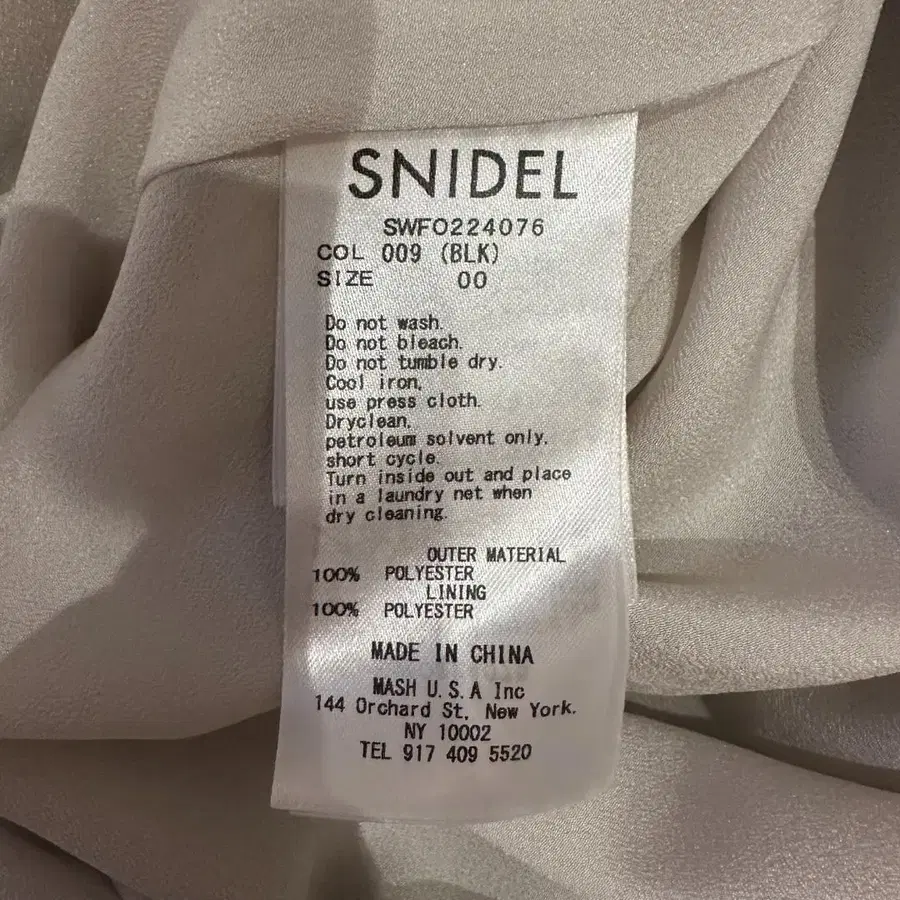 SNIDEL
SWFO224076
COL 009 (BLK)
SIZE 00
Do not wash.
Do not bleach.
Do not tumble dry.
Cool iron,
use press cloth.
Dryclean,
petroleum solvent only,
short cycle.
Turn inside out and place
in a laundry net when
dry cleaning.
OUTER MATERIAL
100% POLYESTER
LINING
100% POLYESTER
MADE IN CHINA
MASH U.S.A Inc
144 Orchard St, New York.
NY 10002
TEL 917 409 5520